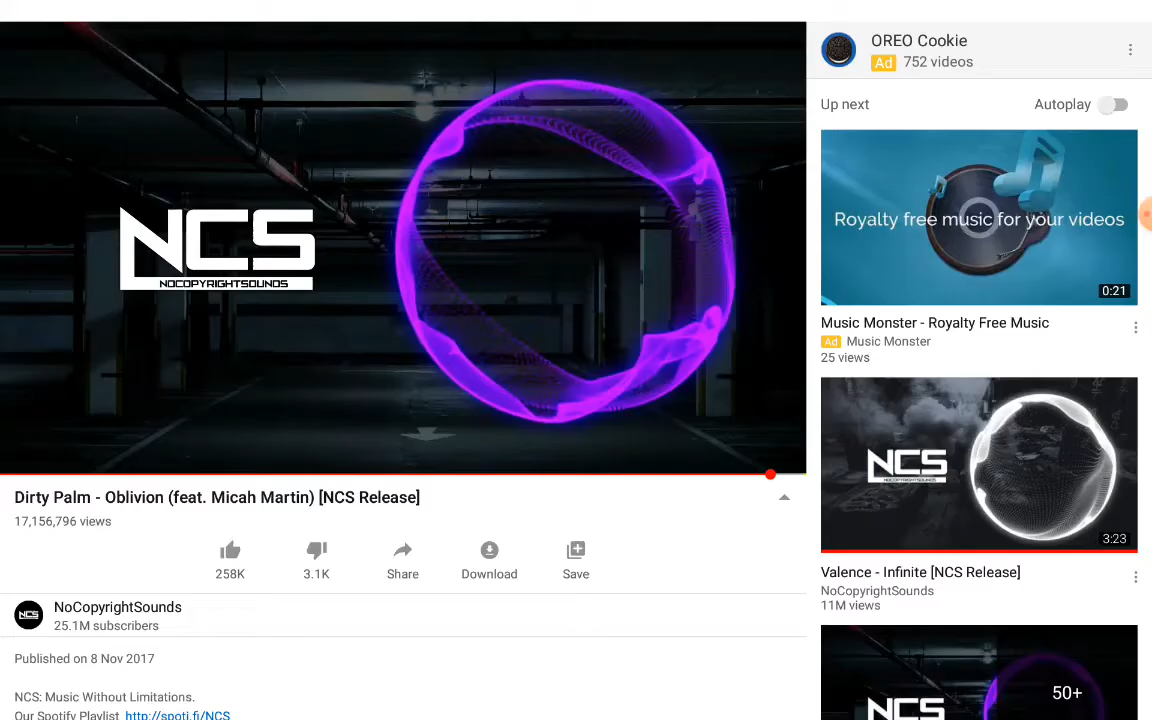 NCS
NOCOPYRIGHTSOUNDS
Dirty Palm - Oblivion (feat. Micah Martin) [NCS Release]
17,156,796 views
258K
3.1K
Share
Download
Save
NCS
NoCopyrightSounds
25.1M subscribers
Published on 8 Nov 2017
NCS: Music Without Limitations.
Our Spotify Playlist http://spoti.fi/NCS
OREO Cookie
Ad 752 videos
Up next Autoplay
Royalty free music for your videos
0:21
Music Monster - Royalty Free Music
Ad Music Monster
25 views
NCS
NOCOPYRIGHTSOUNDS
3:23
Valence - Infinite [NCS Release]
NoCopyrightSounds
11M views
50+
NCS